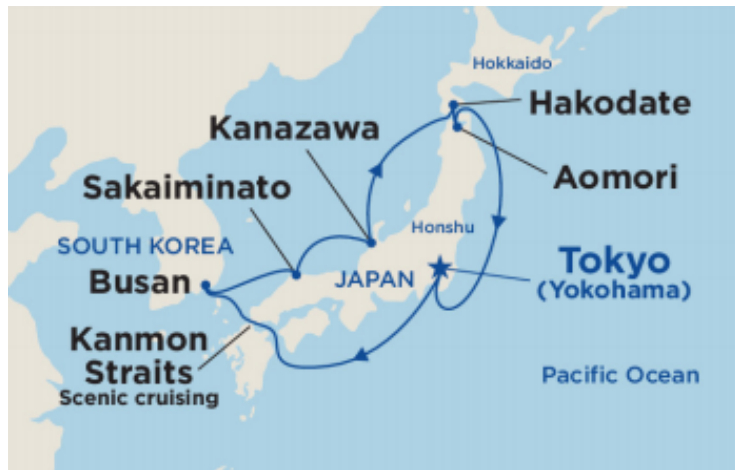 Hokkaido
Hakodate
Kanazawa
Aomori
Sakaiminato
Honshu
SOUTH KOREA
Tokyo
(Yokohama)
Busan
JAPAN
Kanmon
Straits
Scenic cruising
Pacific Ocean